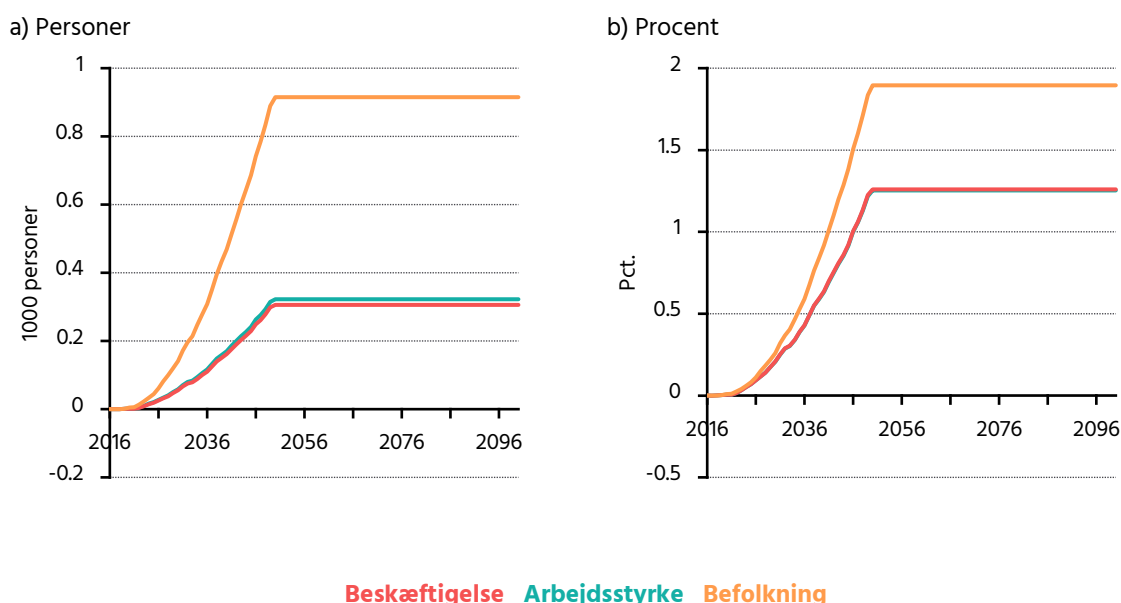 a) Personer
1
0.8
0.6
0.4
0.2
0
-0.2
1000 personer
2016 2036 2056 2076 2096
b) Procent
2
1.5
1
0.5
0
-0.5
Pct.
2016 2036 2056 2076 2096
Beskæftigelse Arbejdsstyrke Befolkning